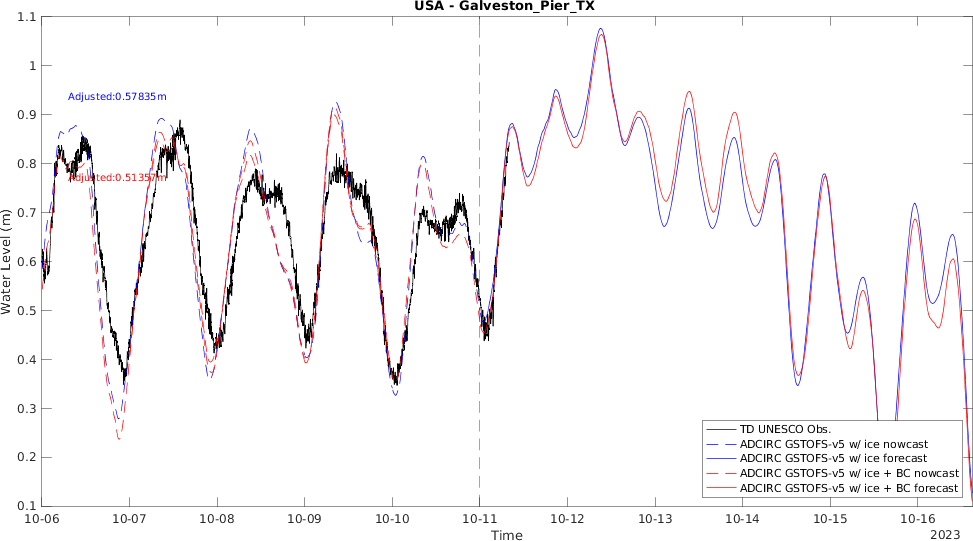 USA - Galveston_Pier_TX
1.1
1
0.9
0.8
0.7
0.6
0.5
0.4
0.3
0.2
0.1
Water Level (m)
Adjusted:0.57835m
Adjusted:0.51357m
TD UNESCO Obs.
ADCIRC GSTOFS-v5 w/ ice nowcast
ADCIRC GSTOFS-v5 w/ ice forecast
ADCIRC GSTOFS-v5 w/ ice + BC nowcast
ADCIRC GSTOFS-v5 w/ ice + BC forecast
10-06 10-07 10-08 10-09 10-10 10-11 10-12 10-13 10-14 10-15 10-16
Time
2023